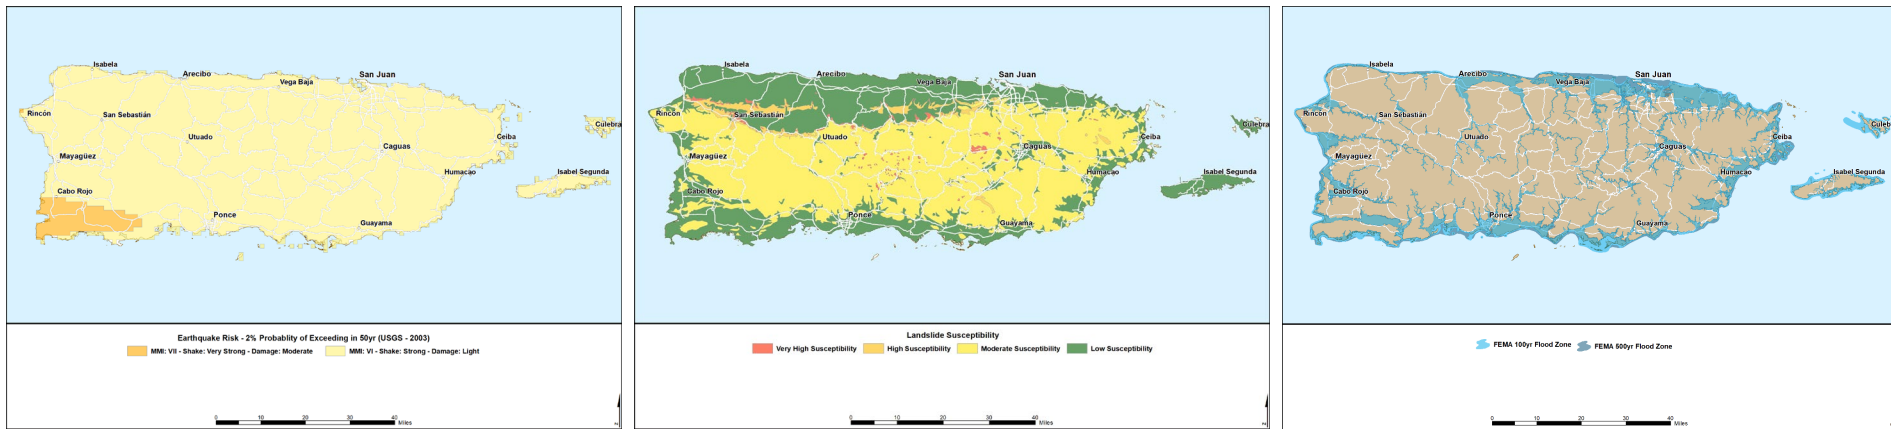 Isabela
Arecibo
San Juan
Vega Baja
Rincón
San Sebastián
Utuado
Culebra
Ceiba
Caguas
Mayagüez
Humacao
Isabel Segunda
Cabo Rojo
Ponce
Guayama
Earthquake Risk - 2% Probablity of Exceeding in 50yr (USGS - 2003)
MMI: VII - Shake: Very Strong - Damage: Moderate MMI: VI - Shake: Strong - Damage: Light
0 10 20 30 40
Miles
N
Isabela
Arecibo
San Juan
Vega Baja
Rincón
San Sebastián
Utuado
Culebra
Ceiba
Caguas
Mayagüez
Humacao
Isabel Segunda
Cabo Rojo
Ponce
Guayama
Landslide Susceptibility
Very High Susceptibility High Susceptibility Moderate Susceptibility Low Susceptibility
0 10 20 30 40
Miles
N
Isabela
Arecibo
San Juan
Vega Baja
Rincón
San Sebastián
Utuado
Culeb
Ceiba
Caguas
Mayagüez
Humacao
Isabel Segunda
Cabo Rojo
Ponce
Guayama
FEMA 100yr Flood Zone FEMA 500yr Flood Zone
0 10 20 30 40
Miles